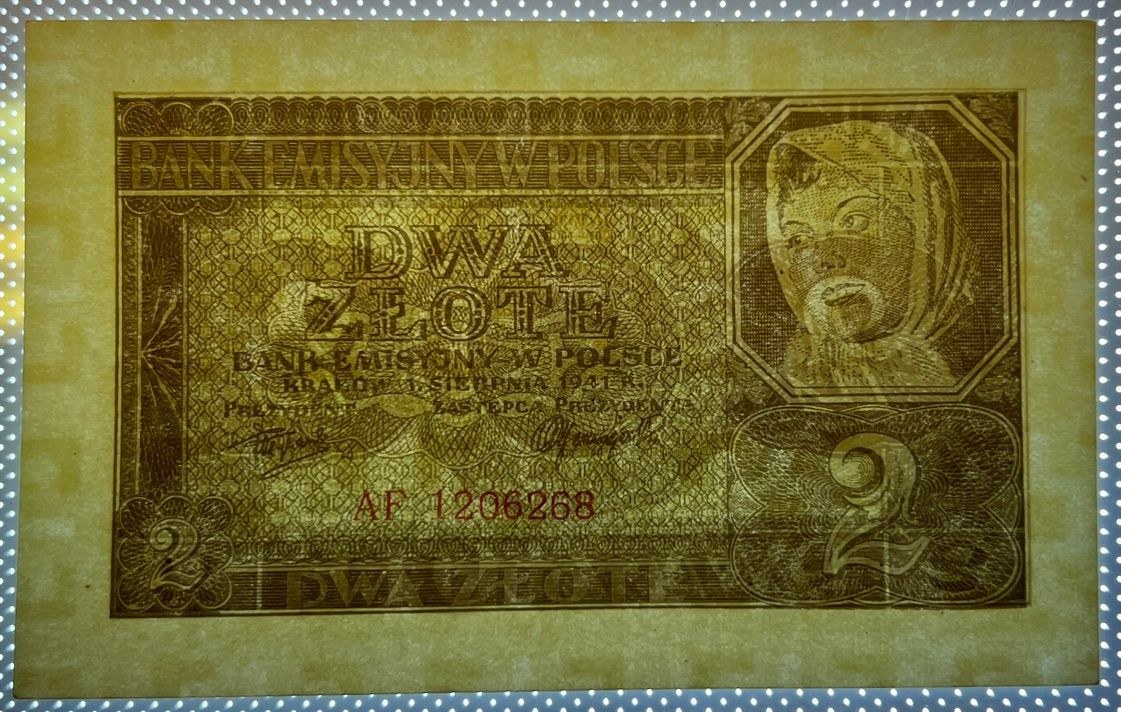 BANK EMISYJNY W POLSCE
DWA
ZŁOTE
BANK EMISYJNY W POLSCE
KRAKÓW 1. SIERPNIA 1941 R.
PREZYDENT ZASTĘPCA PREZYDENTA
AF 1206268
2
2
DWA ZŁOTE